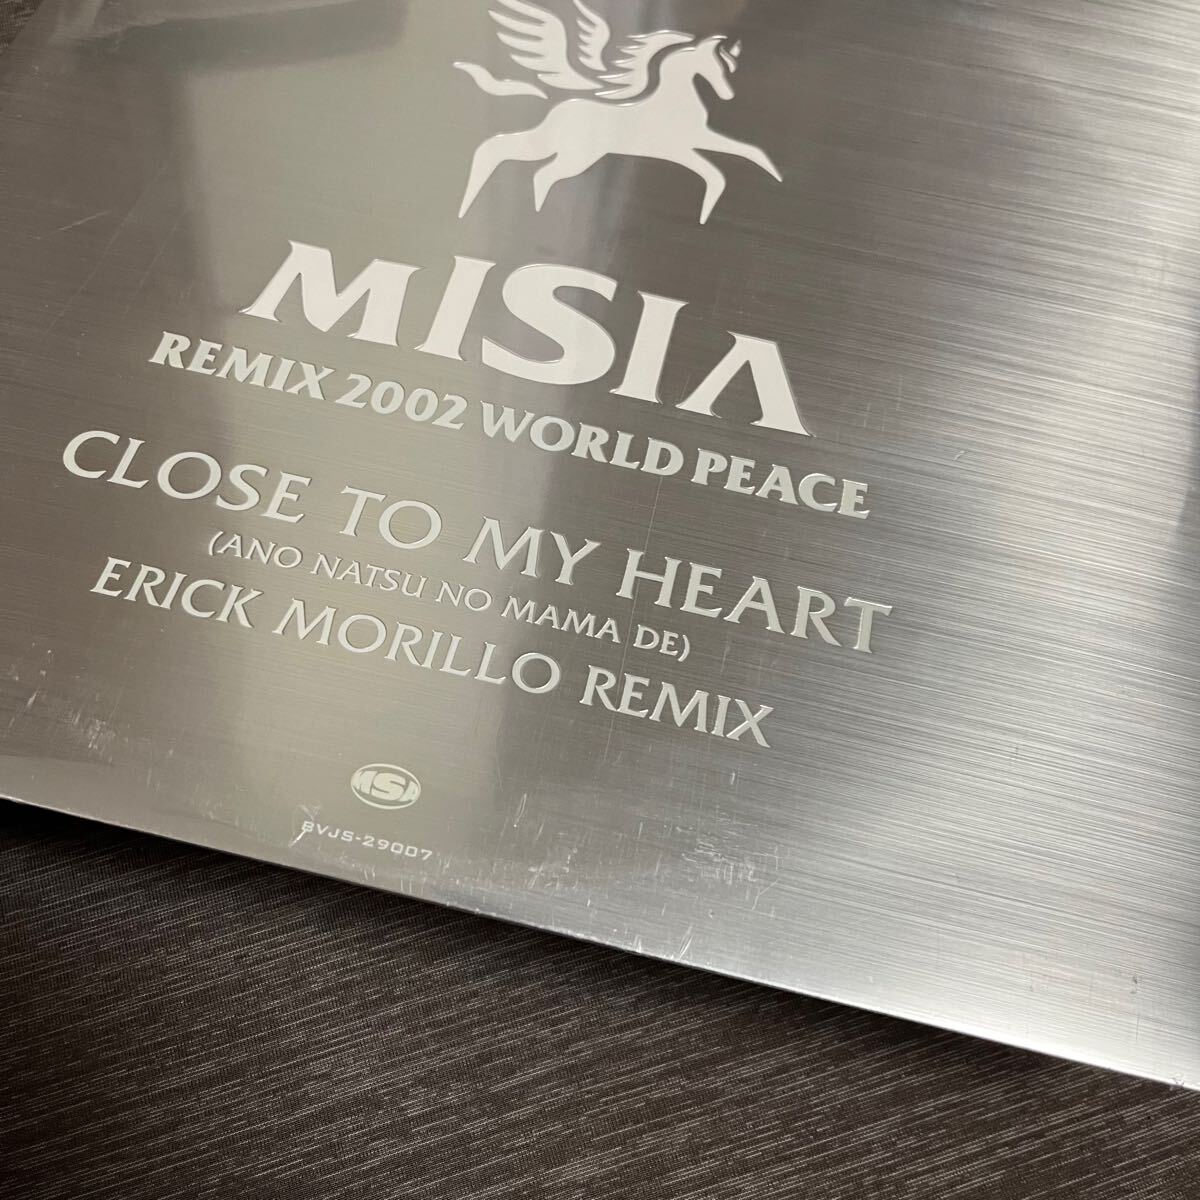 MISIA
REMIX 2002 WORLD PEACE
CLOSE TO MY HEART
(ANO NATSU NO MAMA DE)
ERICK MORILLO REMIX
MSA
BVJS-29007